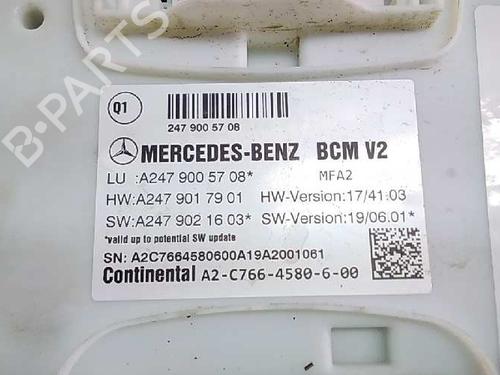 Q1
247 900 57 08
MERCEDES-BENZ BCM V2
LU : A247 900 57 08* MFA2
HW: A247 901 79 01 HW-Version: 17/41.03
SW: A247 902 16 03* SW-Version: 19/06.01*
*valid up to potential SW update
SN: A2C7664580600A19A2001061
Continental A2-C766-4580-6-00
B-PARTS